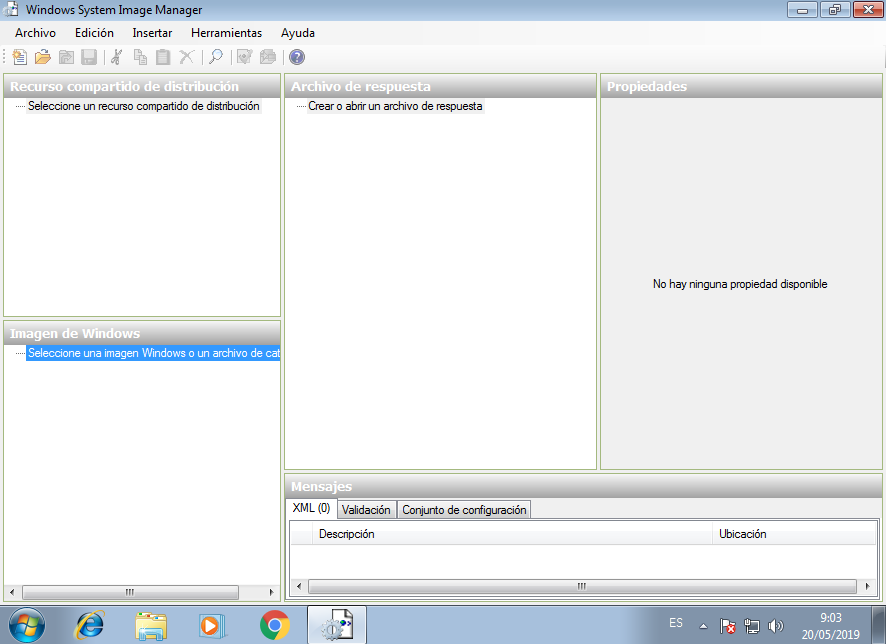 Windows System Image Manager
Archivo Edición Insertar Herramientas Ayuda
Recurso compartido de distribución
Seleccione un recurso compartido de distribución
Archivo de respuesta
Crear o abrir un archivo de respuesta
Propiedades
No hay ninguna propiedad disponible
Imagen de Windows
Seleccione una imagen Windows o un archivo de cat
Mensajes
XML (0) Validación Conjunto de configuración
Descripción Ubicación
ES
9:03
20/05/2019